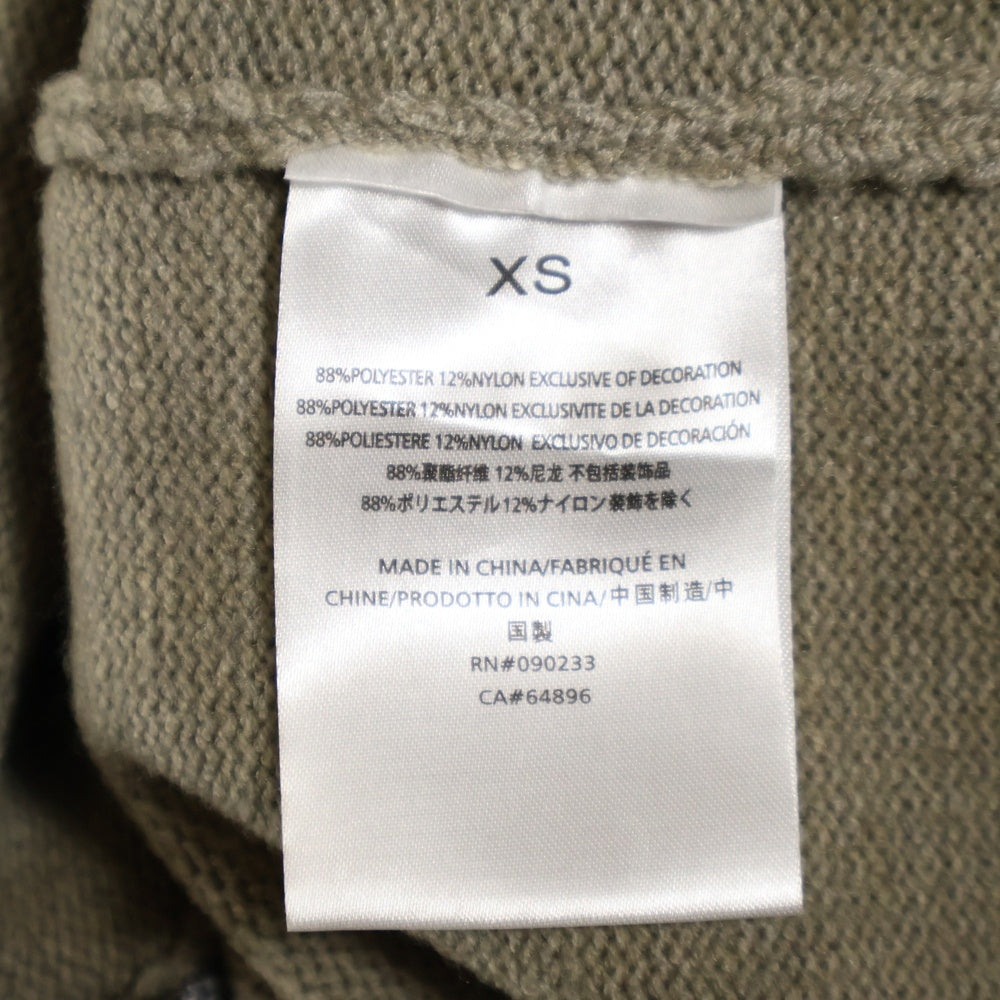 XS
88%POLYESTER 12%NYLON EXCLUSIVE OF DECORATION
88%POLYESTER 12%NYLON EXCLUSIVITE DE LA DECORATION
88%POLIESTERE 12%NYLON EXCLUSIVO DE DECORACIÓN
88%聚酯纤维 12%尼龙 不包括装饰品
88%ポリエステル12%ナイロン装飾を除く
MADE IN CHINA/FABRIQUÉ EN
CHINE/PRODOTTO IN CINA/中国制造/中
国製
RN#090233
CA#64896